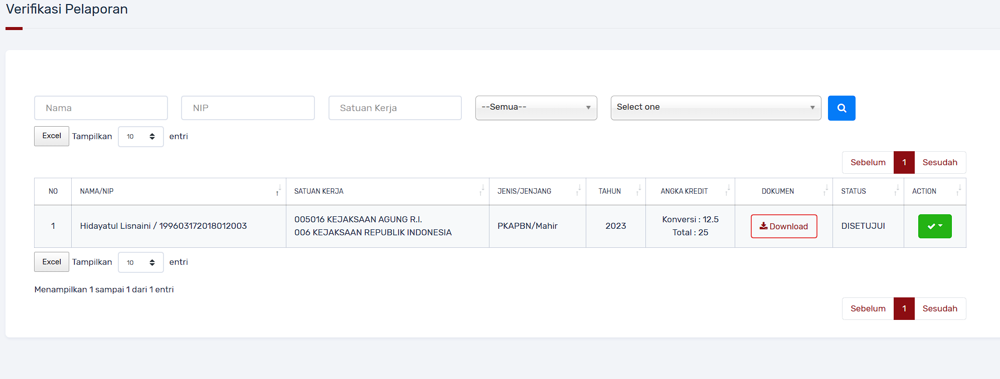 Verifikasi Pelaporan
Nama NIP Satuan Kerja --Semua-- Select one
Excel Tampilkan 10 entri
Sebelum 1 Sesudah
NO NAMA/NIP SATUAN KERJA JENIS/JENJANG TAHUN ANGKA KREDIT DOKUMEN STATUS ACTION
1 Hidayatul Lisnaini / 199603172018012003 005016 KEJAKSAAN AGUNG R.I.
006 KEJAKSAAN REPUBLIK INDONESIA PKAPBN/Mahir 2023 Konversi : 12.5
Total : 25 Download DISETUJUI
Excel Tampilkan 10 entri
Menampilkan 1 sampai 1 dari 1 entri
Sebelum 1 Sesudah